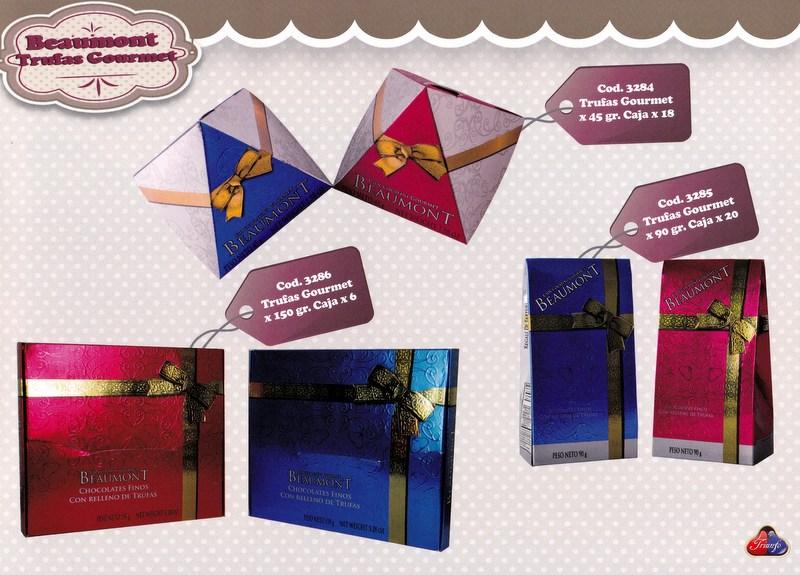 Beaumont
Trufas Gourmet
Cod. 3284
Trufas Gourmet
x 45 gr. Caja x 18
BEAUMONT
BEAUMONT
Cod. 3285
Trufas Gourmet
x 90 gr. Caja x 20
Cod. 3286
Trufas Gourmet
x 150 gr. Caja x 6
BEAUMONT
PESO NETO 90 g
BEAUMONT
PESO NETO 90 g
BEAUMONT
CHOCOLATES FINOS
CON RELLENO DE TRUFAS
BEAUMONT
CHOCOLATES FINOS
CON RELLENO DE TRUFAS
Triunfo